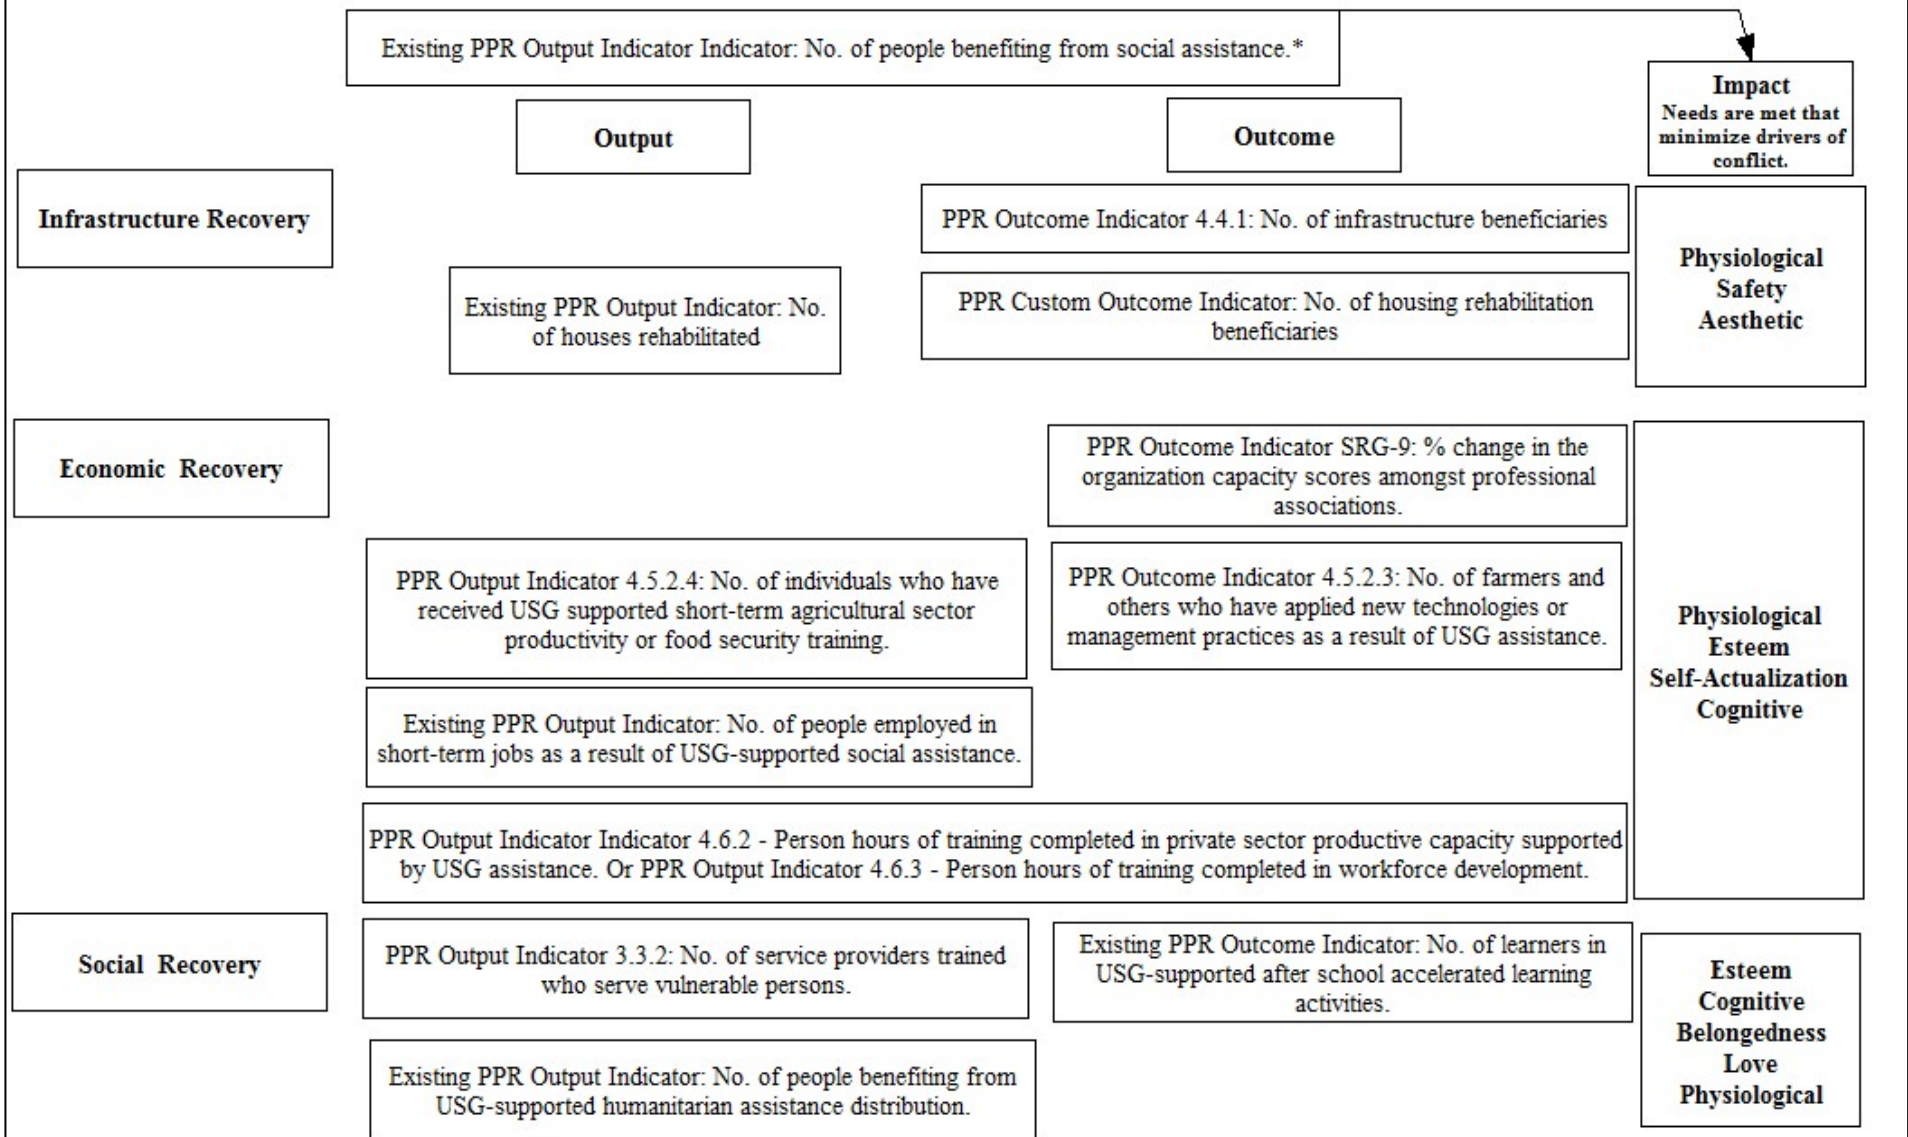 Existing PPR Output Indicator Indicator: No. of people benefiting from social assistance.*
Impact
Needs are met that
minimize drivers of
conflict.
Output
Outcome
Infrastructure Recovery
PPR Outcome Indicator 4.4.1: No. of infrastructure beneficiaries
Existing PPR Output Indicator: No.
of houses rehabilitated
PPR Custom Outcome Indicator: No. of housing rehabilitation
beneficiaries
Physiological
Safety
Aesthetic
Economic Recovery
PPR Outcome Indicator SRG-9: % change in the
organization capacity scores amongst professional
associations.
PPR Output Indicator 4.5.2.4: No. of individuals who have
received USG supported short-term agricultural sector
productivity or food security training.
PPR Outcome Indicator 4.5.2.3: No. of farmers and
others who have applied new technologies or
management practices as a result of USG assistance.
Existing PPR Output Indicator: No. of people employed in
short-term jobs as a result of USG-supported social assistance.
PPR Output Indicator Indicator 4.6.2 - Person hours of training completed in private sector productive capacity supported
by USG assistance. Or PPR Output Indicator 4.6.3 - Person hours of training completed in workforce development.
Physiological
Esteem
Self-Actualization
Cognitive
Social Recovery
PPR Output Indicator 3.3.2: No. of service providers trained
who serve vulnerable persons.
Existing PPR Outcome Indicator: No. of learners in
USG-supported after school accelerated learning
activities.
Existing PPR Output Indicator: No. of people benefiting from
USG-supported humanitarian assistance distribution.
Esteem
Cognitive
Belongedness
Love
Physiological